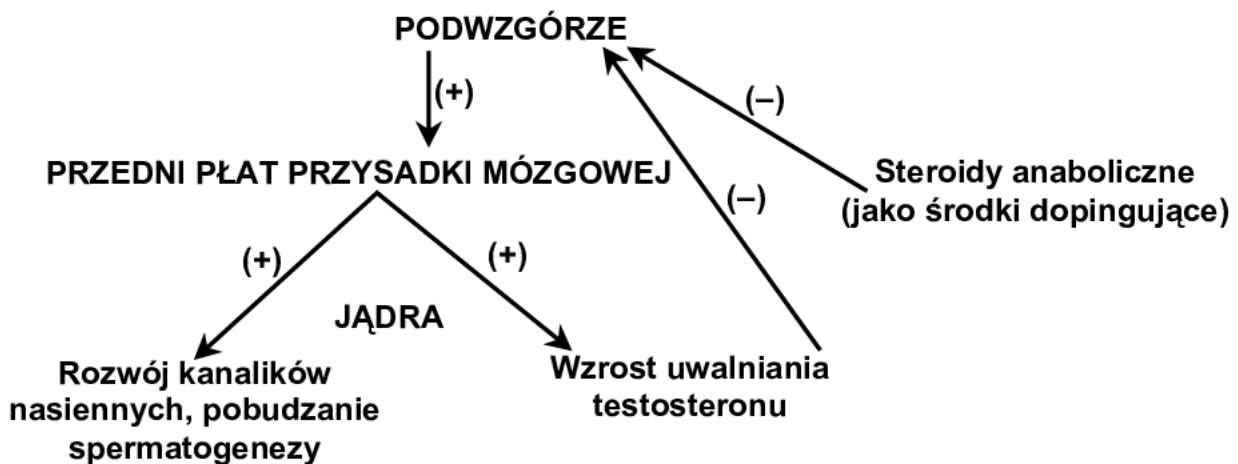 PODWZGÓRZE
(+)
(–)
PRZEDNI PŁAT PRZYSADKI MÓZGOWEJ
Steroidy anaboliczne
(jako środki dopingujące)
(–)
(+)
(+)
JĄDRA
Rozwój kanalików
nasiennych, pobudzanie
spermatogenezy
Wzrost uwalniania
testosteronu